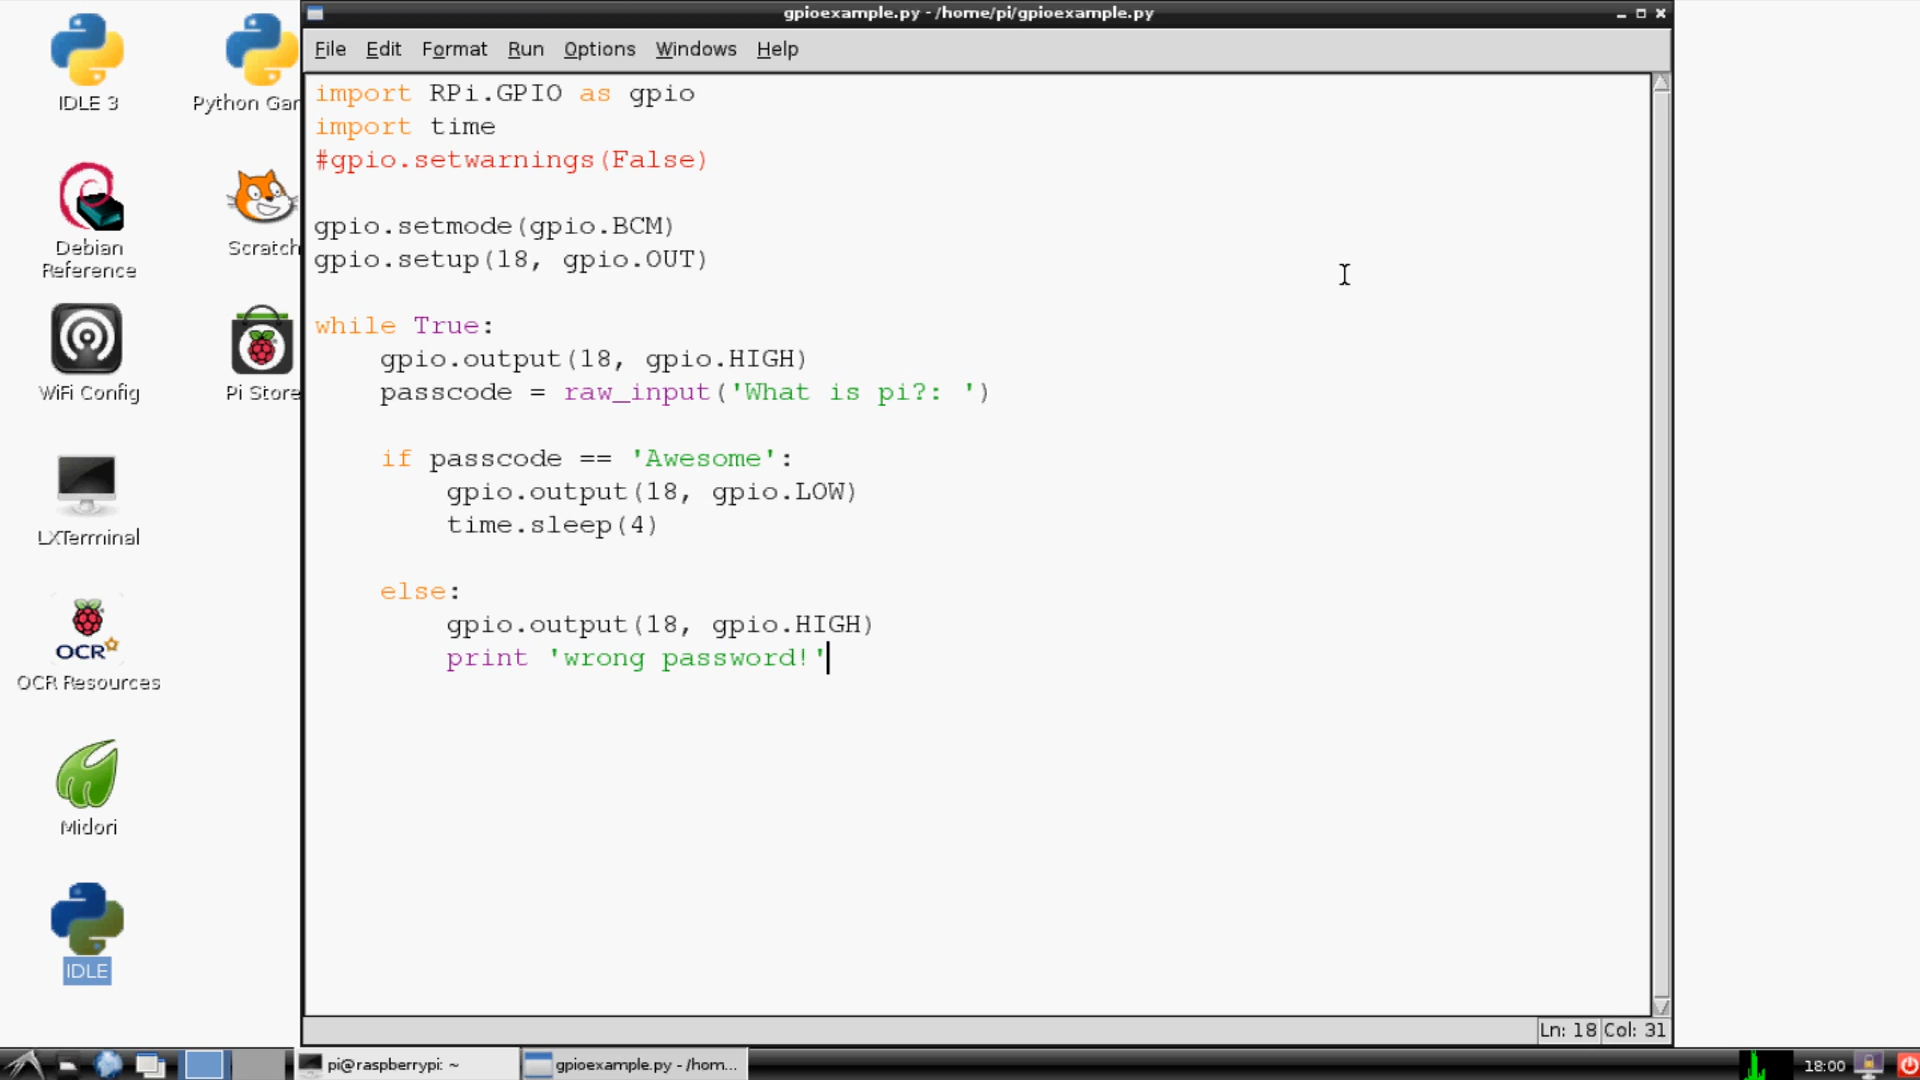 gpioexample.py - /home/pi/gpioexample.py
File Edit Format Run Options Windows Help
import RPi.GPIO as gpio
import time
#gpio.setwarnings(False)
gpio.setmode(gpio.BCM)
gpio.setup(18, gpio.OUT)
while True:
    gpio.output(18, gpio.HIGH)
    passcode = raw_input('What is pi?: ')
    if passcode == 'Awesome':
        gpio.output(18, gpio.LOW)
        time.sleep(4)
    else:
        gpio.output(18, gpio.HIGH)
        print 'wrong password!'
Ln: 18 Col: 31
IDLE 3
Python Gar
Debian
Reference
Scratch
WiFi Config
Pi Store
LXTerminal
OCR
OCR Resources
Midori
IDLE
pi@raspberrypi: ~
gpioexample.py - /hom...
18:00